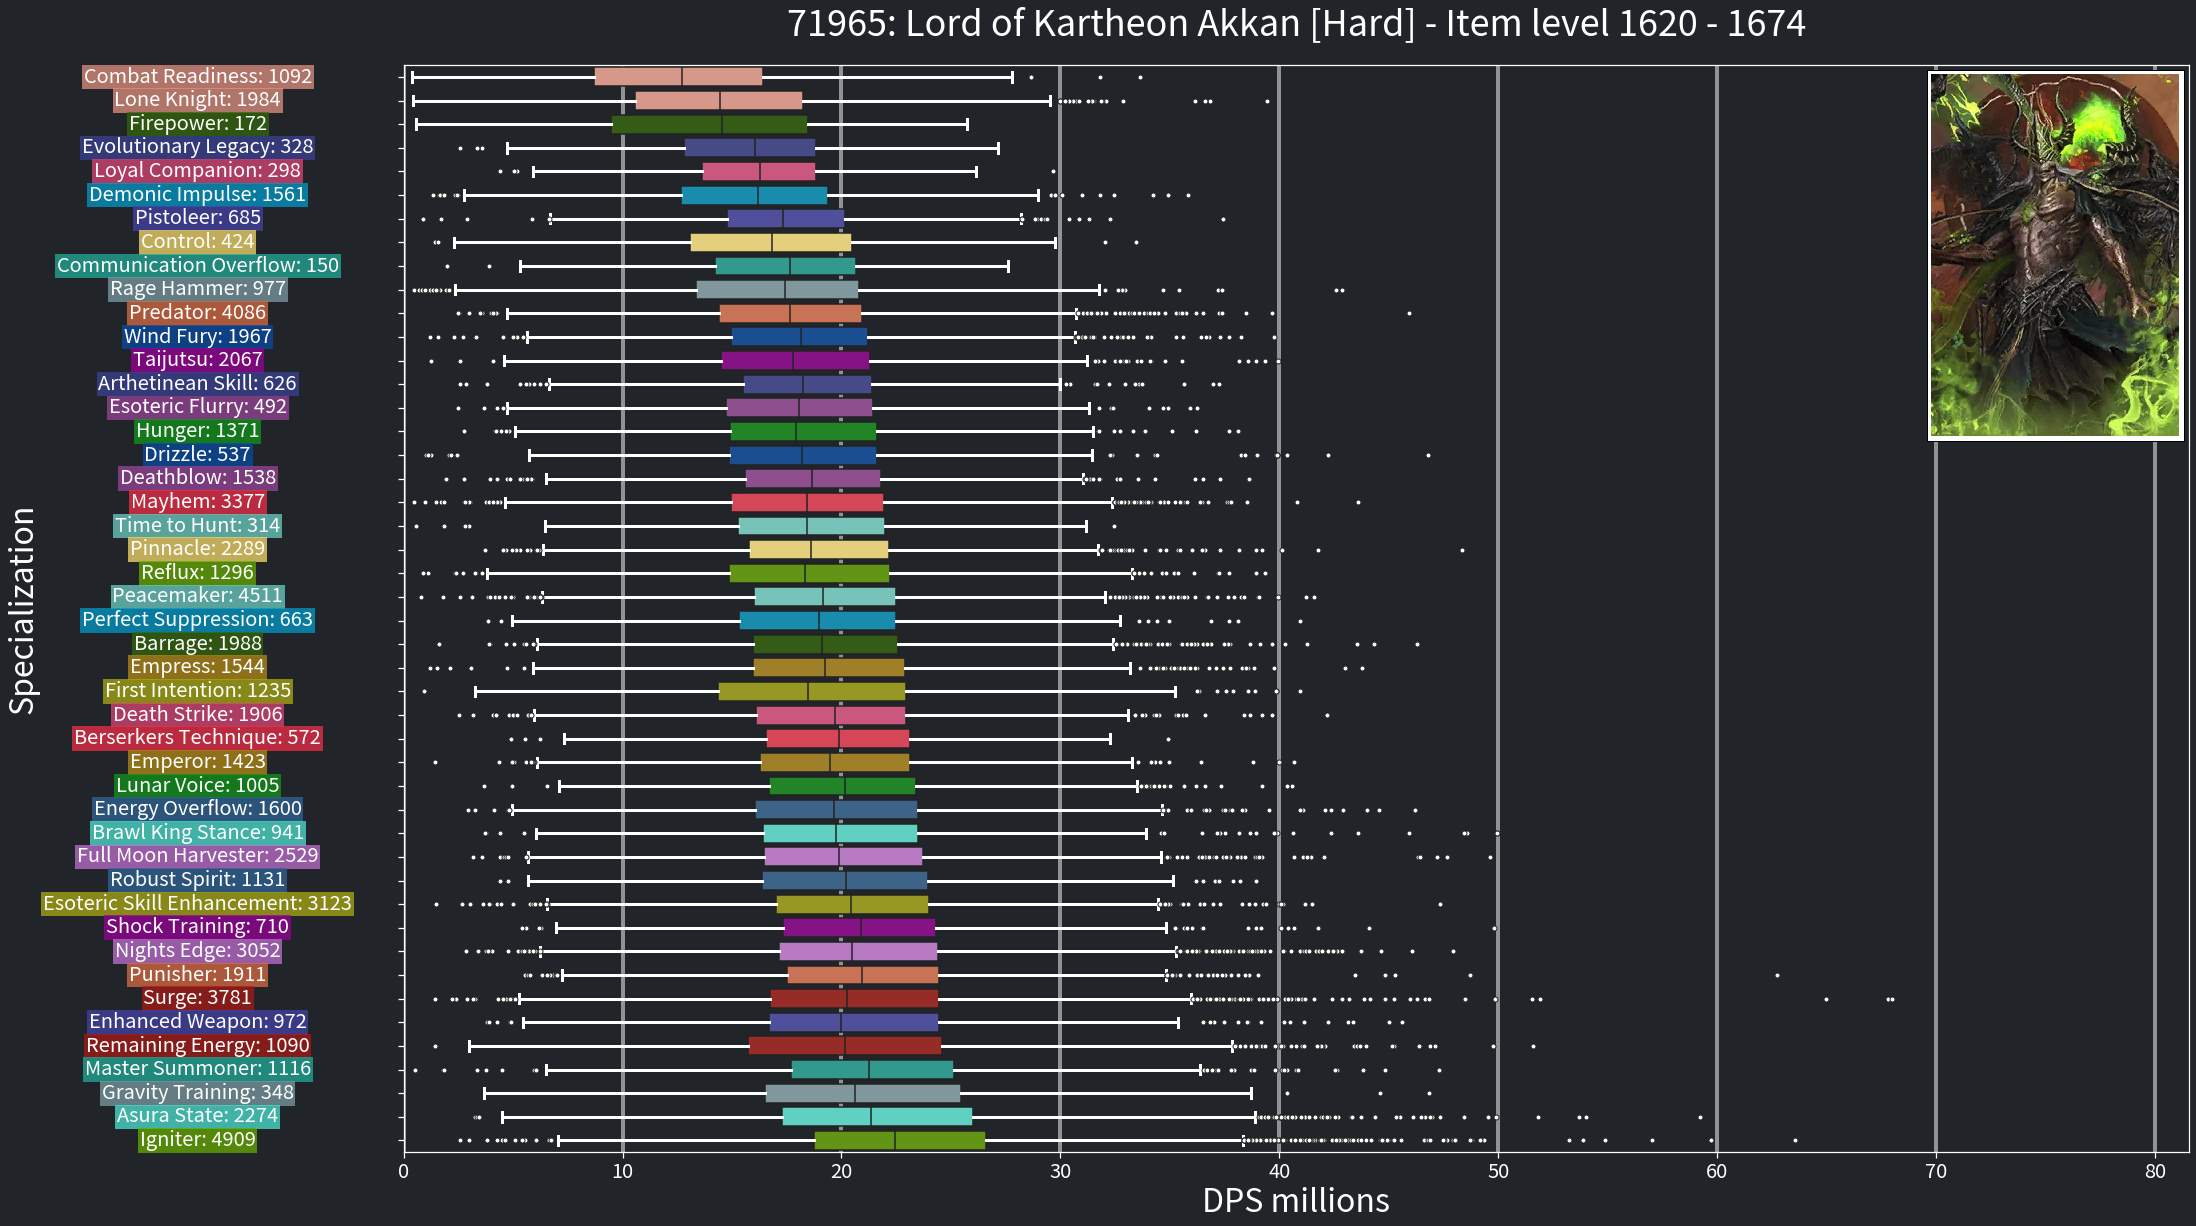 71965: Lord of Kartheon Akkan [Hard] - Item level 1620 - 1674
Specialization
Combat Readiness: 1092
Lone Knight: 1984
Firepower: 172
Evolutionary Legacy: 328
Loyal Companion: 298
Demonic Impulse: 1561
Pistoleer: 685
Control: 424
Communication Overflow: 150
Rage Hammer: 977
Predator: 4086
Wind Fury: 1967
Taijutsu: 2067
Arthetinean Skill: 626
Esoteric Flurry: 492
Hunger: 1371
Drizzle: 537
Deathblow: 1538
Mayhem: 3377
Time to Hunt: 314
Pinnacle: 2289
Reflux: 1296
Peacemaker: 4511
Perfect Suppression: 663
Barrage: 1988
Empress: 1544
First Intention: 1235
Death Strike: 1906
Berserkers Technique: 572
Emperor: 1423
Lunar Voice: 1005
Energy Overflow: 1600
Brawl King Stance: 941
Full Moon Harvester: 2529
Robust Spirit: 1131
Esoteric Skill Enhancement: 3123
Shock Training: 710
Nights Edge: 3052
Punisher: 1911
Surge: 3781
Enhanced Weapon: 972
Remaining Energy: 1090
Master Summoner: 1116
Gravity Training: 348
Asura State: 2274
Igniter: 4909
0 10 20 30 40 50 60 70 80
DPS millions